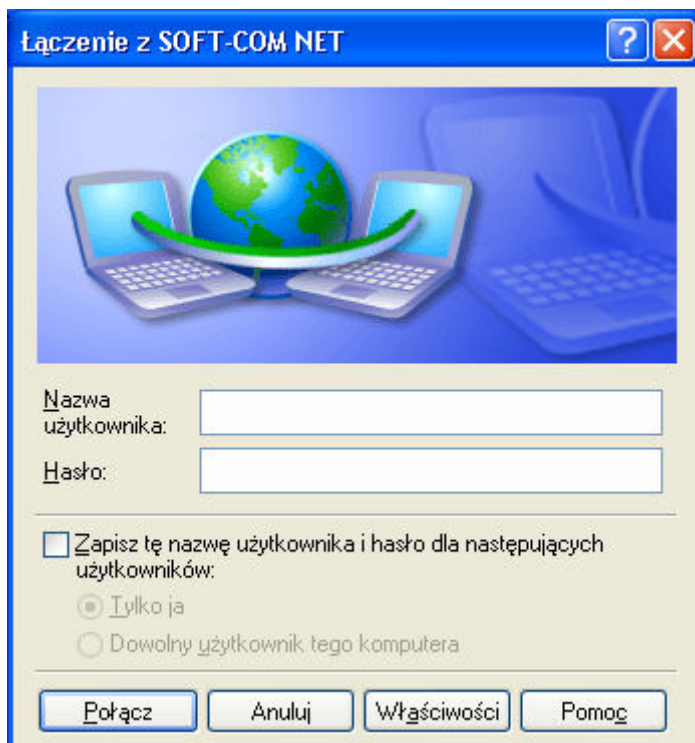 Łączenie z SOFT-COM NET
Nazwa
użytkownika:
Hasło:
Zapisz tę nazwę użytkownika i hasło dla następujących
użytkowników:
Tylko ja
Dowolny użytkownik tego komputera
Połącz Anuluj Właściwości Pomoc